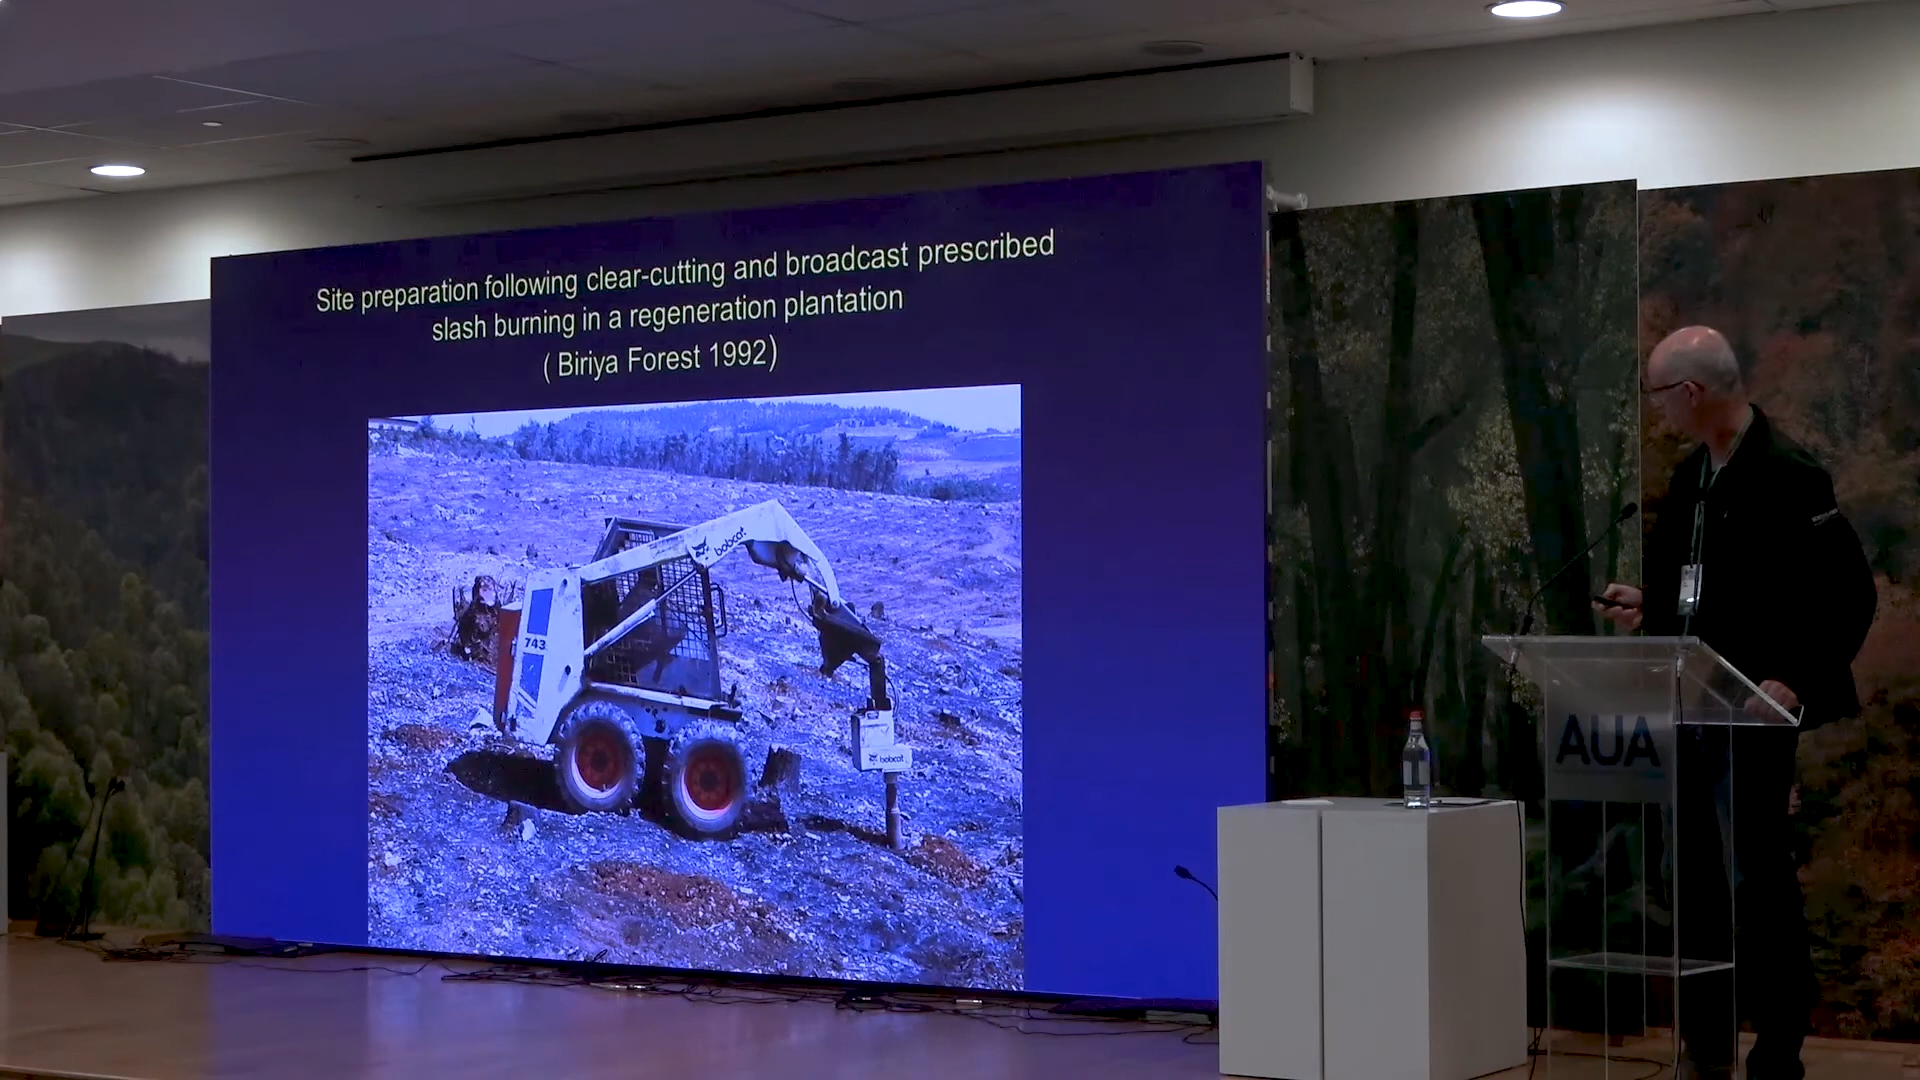 Site preparation following clear-cutting and broadcast prescribed
slash burning in a regeneration plantation
( Biriya Forest 1992)
bobcat
743
bobcat
AUA